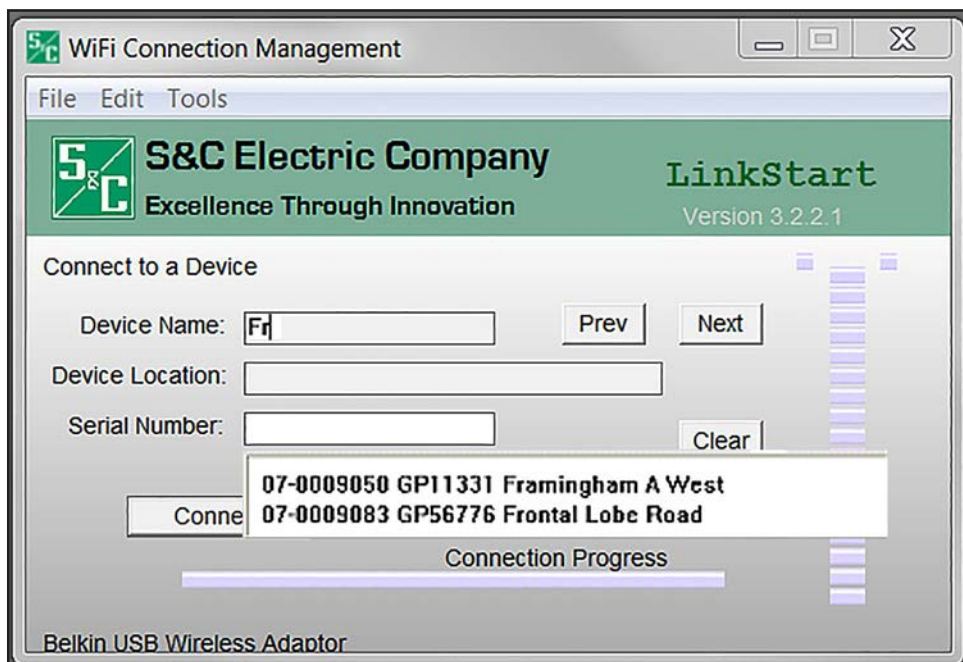 S&C WiFi Connection Management
File Edit Tools
S&C S&C Electric Company
Excellence Through Innovation
LinkStart
Version 3.2.2.1
Connect to a Device
Device Name: Fr Prev Next
Device Location:
Serial Number: Clear
07-0009050 GP11331 Framingham A West
07-0009083 GP56776 Frontal Lobe Road
Conne
Connection Progress
Belkin USB Wireless Adaptor